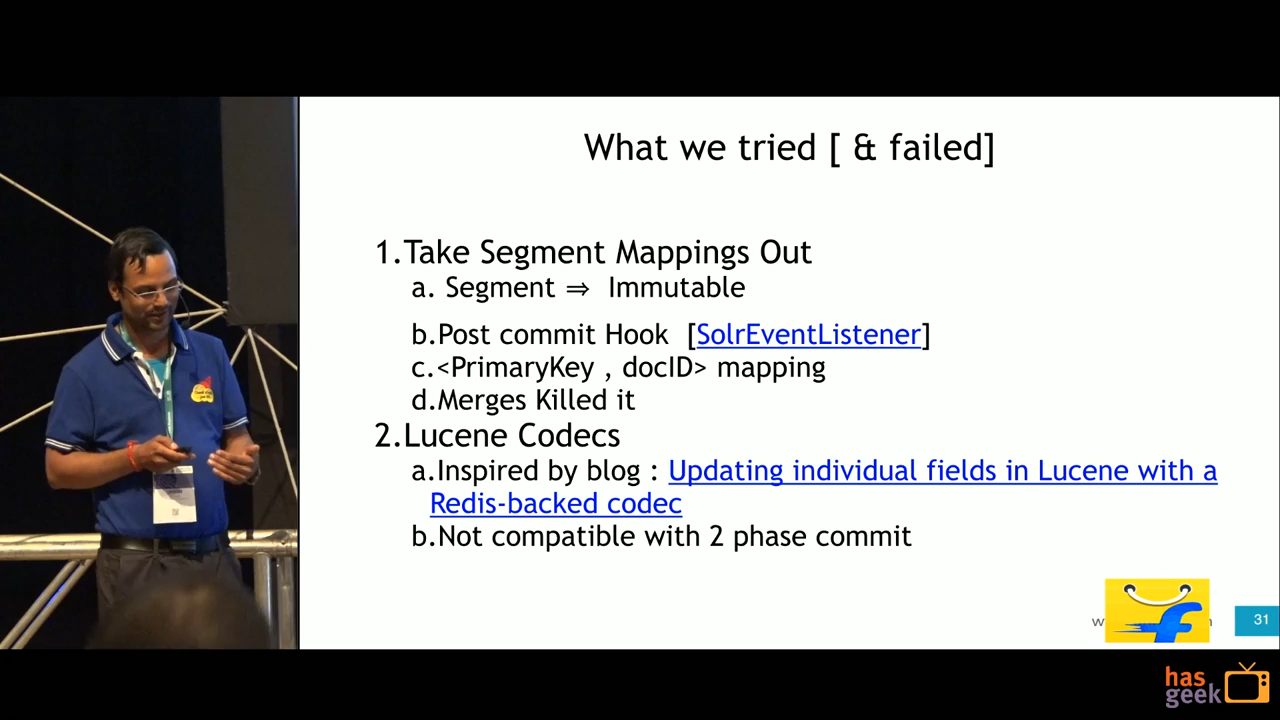 What we tried [ & failed]
1.Take Segment Mappings Out
a. Segment ⇒ Immutable
b.Post commit Hook [SolrEventListener]
c.<PrimaryKey , docID> mapping
d.Merges Killed it
2.Lucene Codecs
a.Inspired by blog : Updating individual fields in Lucene with a
Redis-backed codec
b.Not compatible with 2 phase commit
31
has
geek